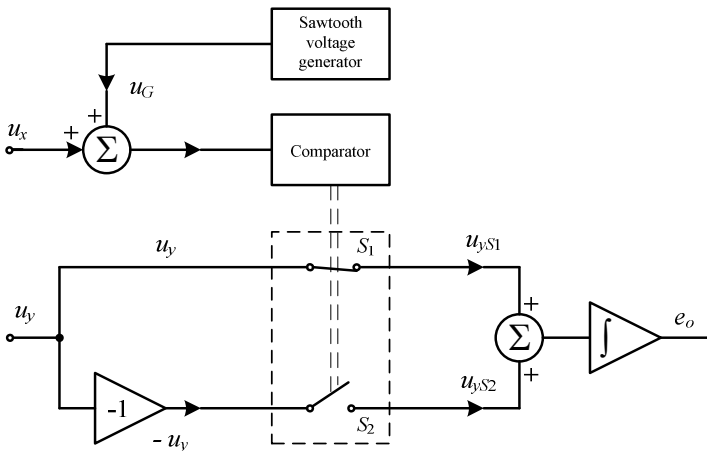 Sawtooth
voltage
generator
u_G
+
u_x
+
Σ
Comparator
u_y
S_1
u_yS1
+
u_y
Σ
∫
e_o
+
-1
- u_y
S_2
u_yS2